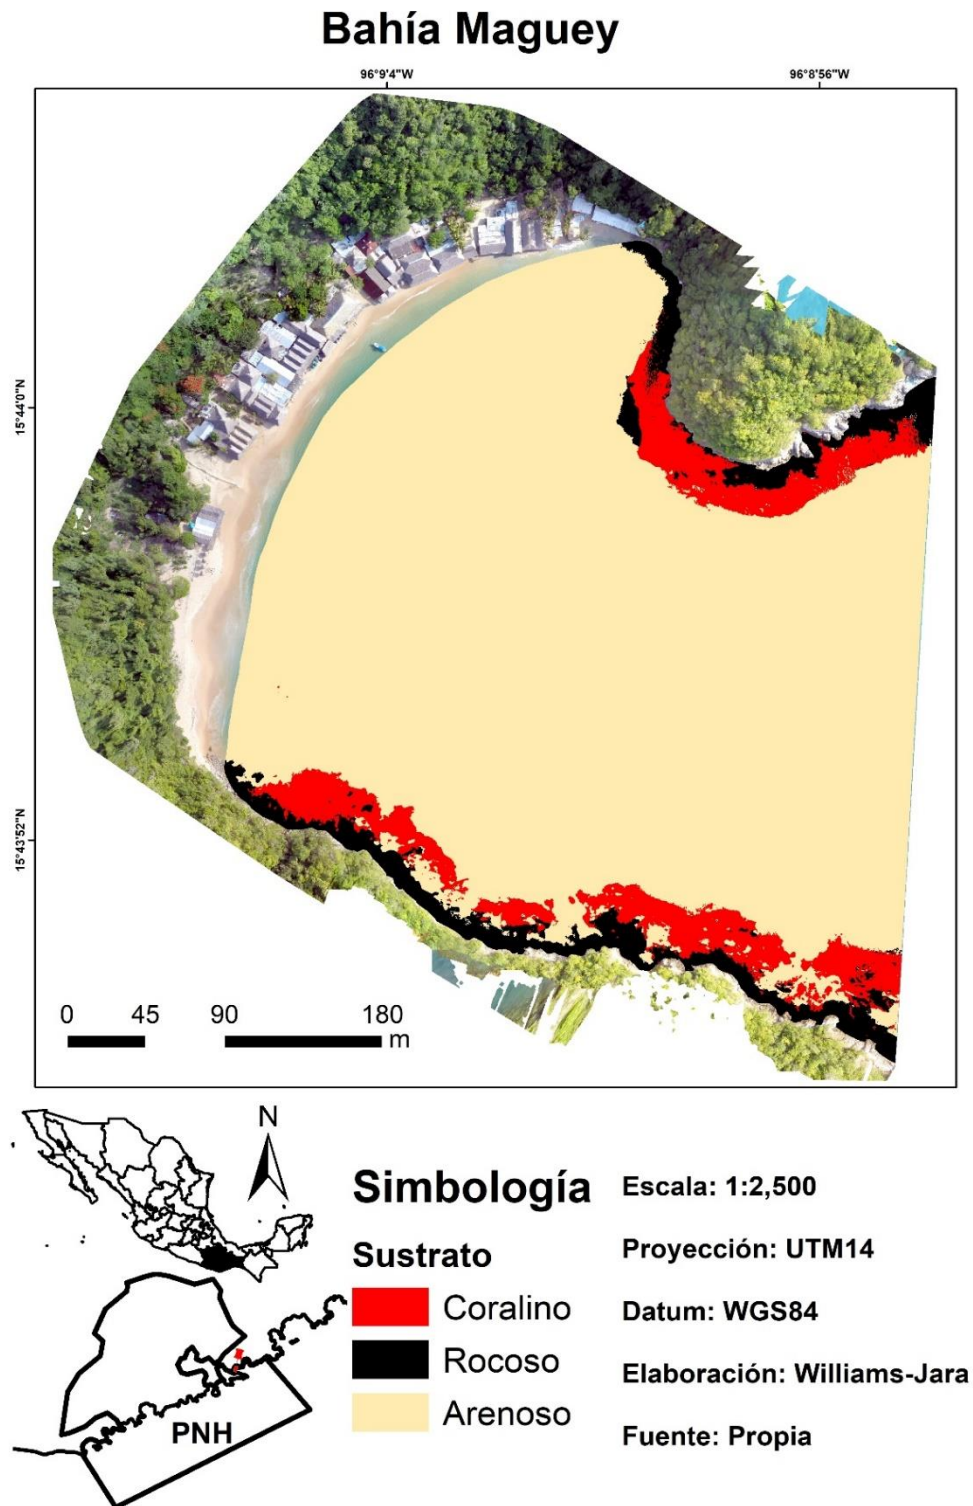 Bahía Maguey
96°9'4"W
96°8'56"W
15°44'0"N
15°43'52"N
0 45 90 180
m
N
PNH
Simbología
Sustrato
Coralino
Rocoso
Arenoso
Escala: 1:2,500
Proyección: UTM14
Datum: WGS84
Elaboración: Williams-Jara
Fuente: Propia